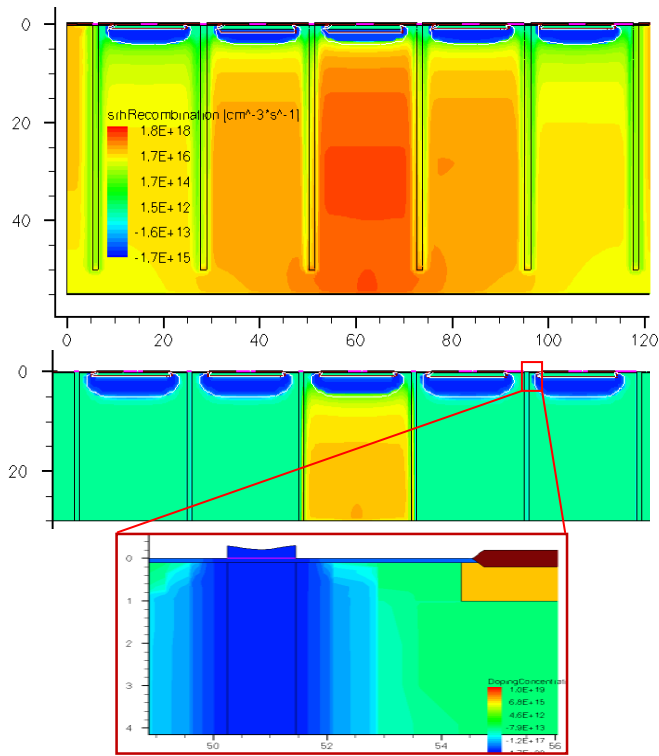 0
20
40
srhRecombination [cm^-3*s^-1]
1.8E+18
1.7E+16
1.7E+14
1.5E+12
-1.6E+13
-1.7E+15
0 20 40 60 80 100 120
0
20
0
1
2
3
4
DopingConcentrati
1.0E+19
6.8E+15
4.6E+12
-7.9E+13
-1.2E+17
50 52 54 56